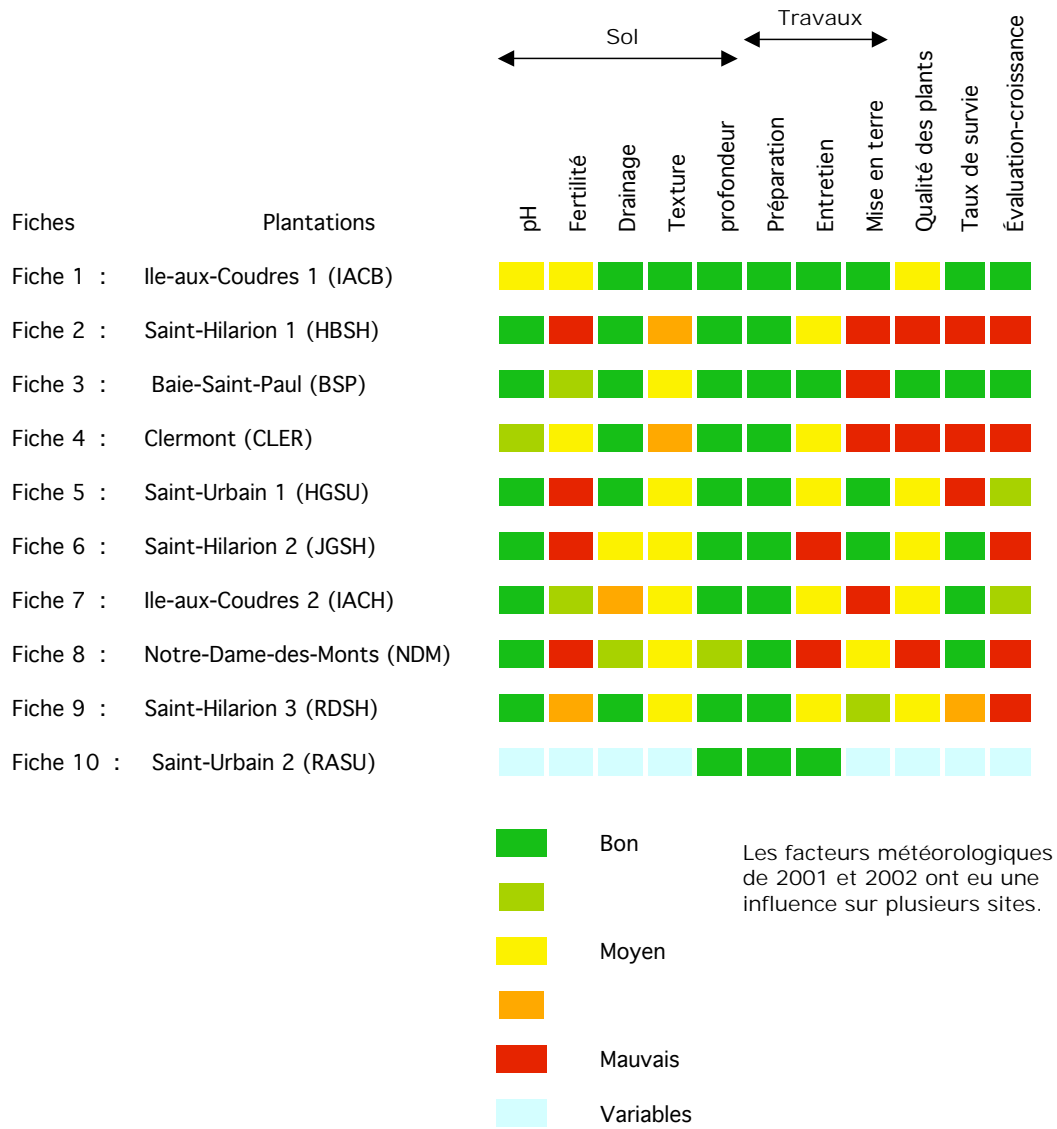 Travaux
Sol
pH
Fertilité
Drainage
Texture
profondeur
Préparation
Entretien
Mise en terre
Qualité des plants
Taux de survie
Évaluation-croissance
Fiches Plantations
Fiche 1 : Ile-aux-Coudres 1 (IACB)
Fiche 2 : Saint-Hilarion 1 (HBSH)
Fiche 3 : Baie-Saint-Paul (BSP)
Fiche 4 : Clermont (CLER)
Fiche 5 : Saint-Urbain 1 (HGSU)
Fiche 6 : Saint-Hilarion 2 (JGSH)
Fiche 7 : Ile-aux-Coudres 2 (IACH)
Fiche 8 : Notre-Dame-des-Monts (NDM)
Fiche 9 : Saint-Hilarion 3 (RDSH)
Fiche 10 : Saint-Urbain 2 (RASU)
Bon
Moyen
Mauvais
Variables
Les facteurs météorologiques
de 2001 et 2002 ont eu une
influence sur plusieurs sites.